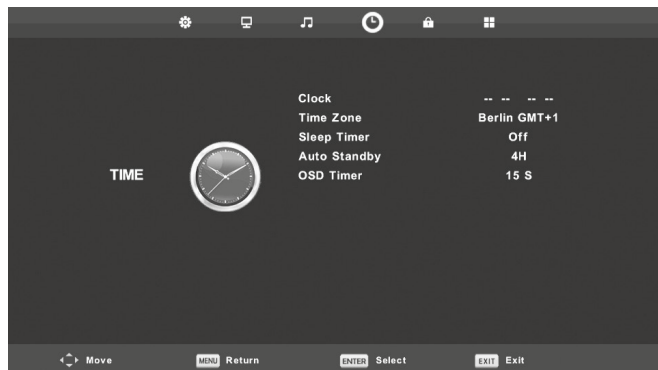 Clock -- -- -- --
Time Zone Berlin GMT+1
Sleep Timer Off
Auto Standby 4H
TIME
OSD Timer 15 S
Move MENU Return ENTER Select EXIT Exit